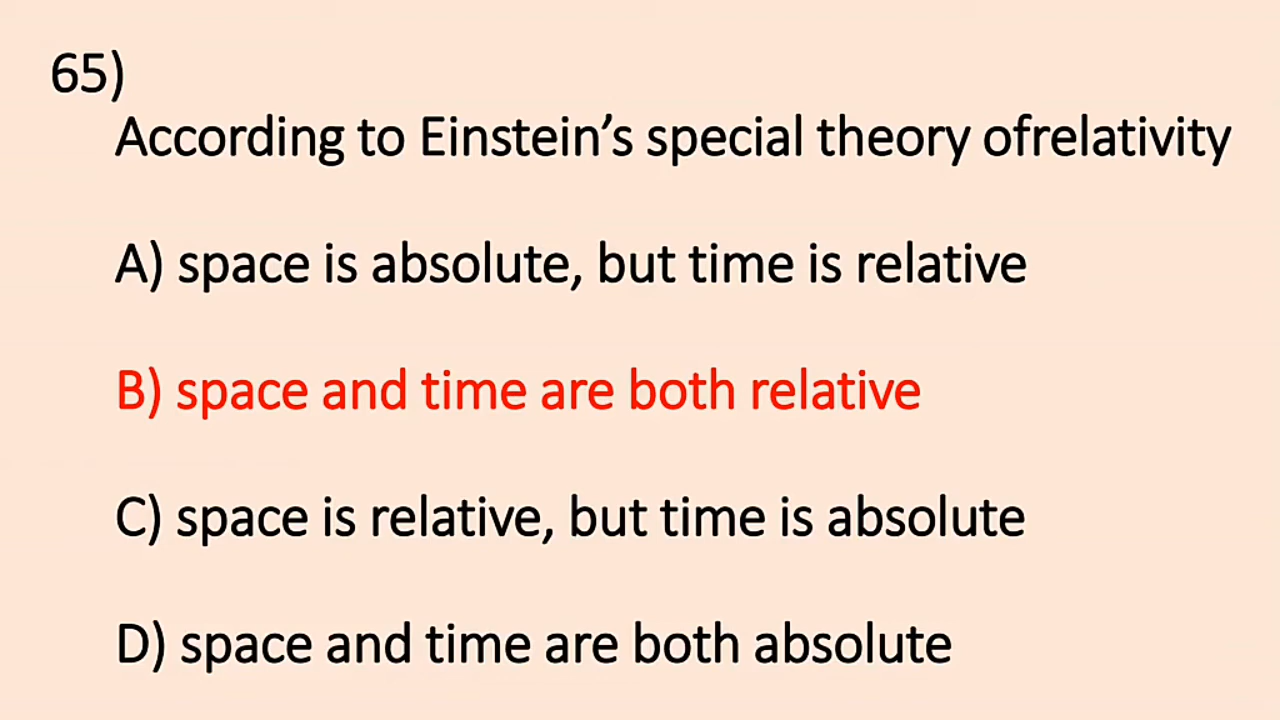 65)
According to Einstein’s special theory ofrelativity
A) space is absolute, but time is relative
B) space and time are both relative
C) space is relative, but time is absolute
D) space and time are both absolute